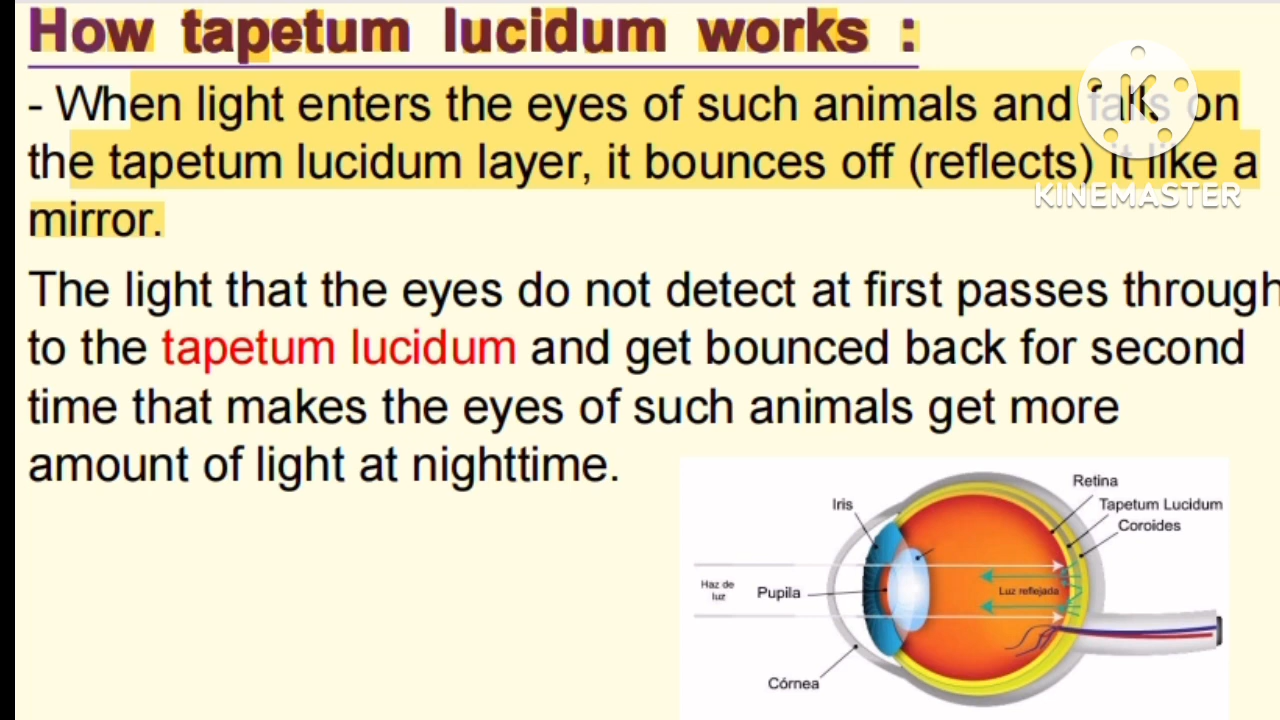 How tapetum lucidum works :
- When light enters the eyes of such animals and falls on
the tapetum lucidum layer, it bounces off (reflects) it like a
mirror.
The light that the eyes do not detect at first passes through
to the tapetum lucidum and get bounced back for second
time that makes the eyes of such animals get more
amount of light at nighttime.
K
KINEMASTER
Retina
Iris
Tapetum Lucidum
Coroides
Haz de
luz
Pupila
Luz reflejada
Córnea